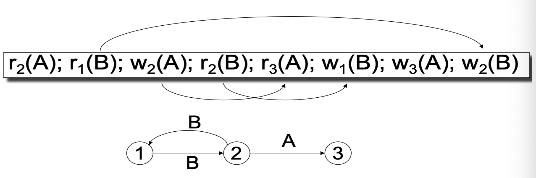 r₂(A); r₁(B); w₂(A); r₂(B); r₃(A); w₁(B); w₃(A); w₂(B)
B
1 2 A 3
B